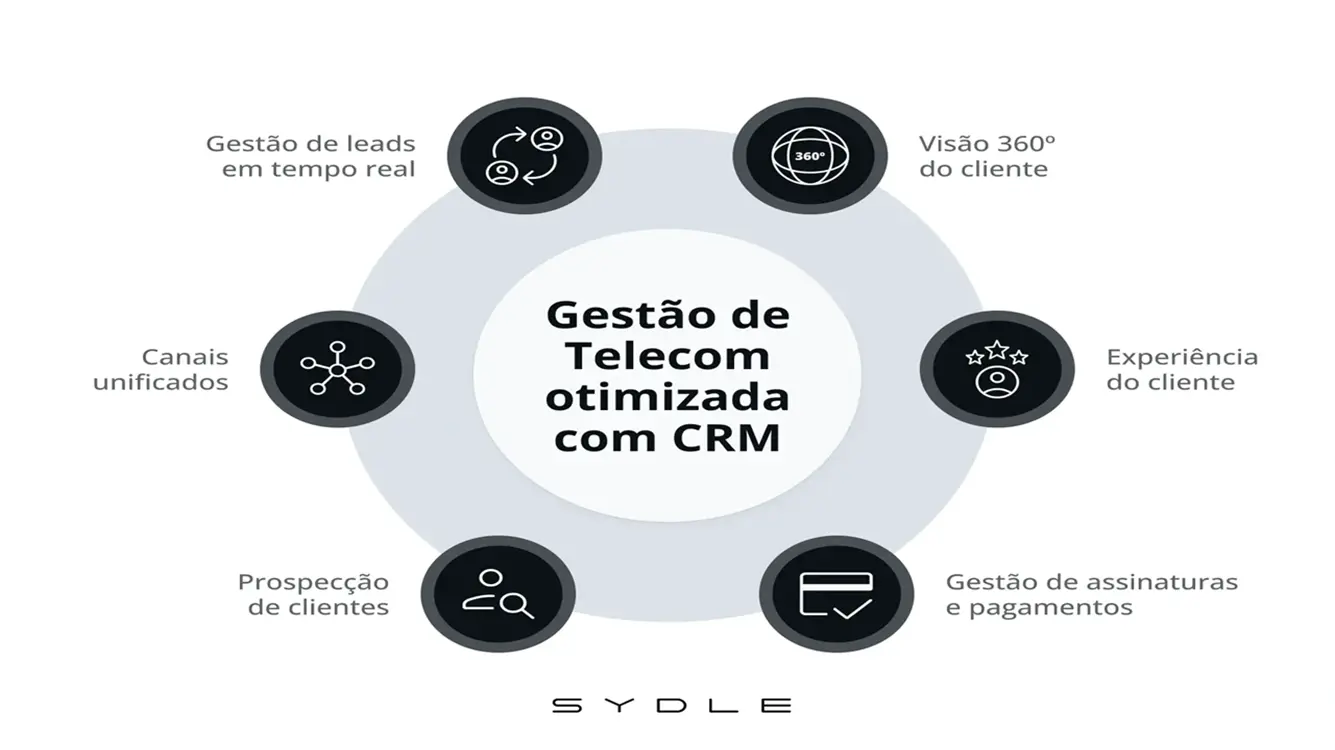 Gestão de leads
em tempo real
360º
Visão 360º
do cliente
Canais
unificados
Gestão de
Telecom
otimizada
com CRM
Experiência
do cliente
Prospecção
de clientes
Gestão de assinaturas
e pagamentos
SYDLE